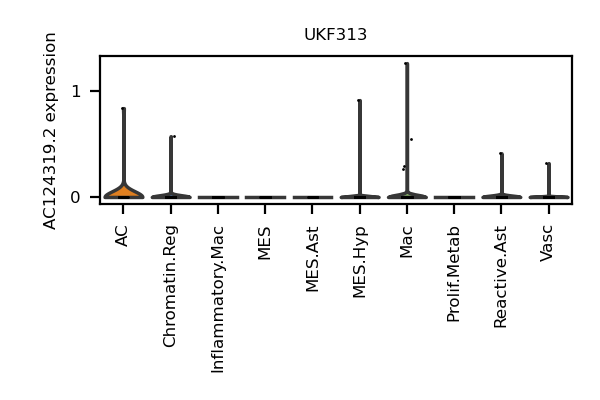 UKF313
AC124319.2 expression
1
0
AC
Chromatin.Reg
Inflammatory.Mac
MES
MES.Ast
MES.Hyp
Mac
Prolif.Metab
Reactive.Ast
Vasc